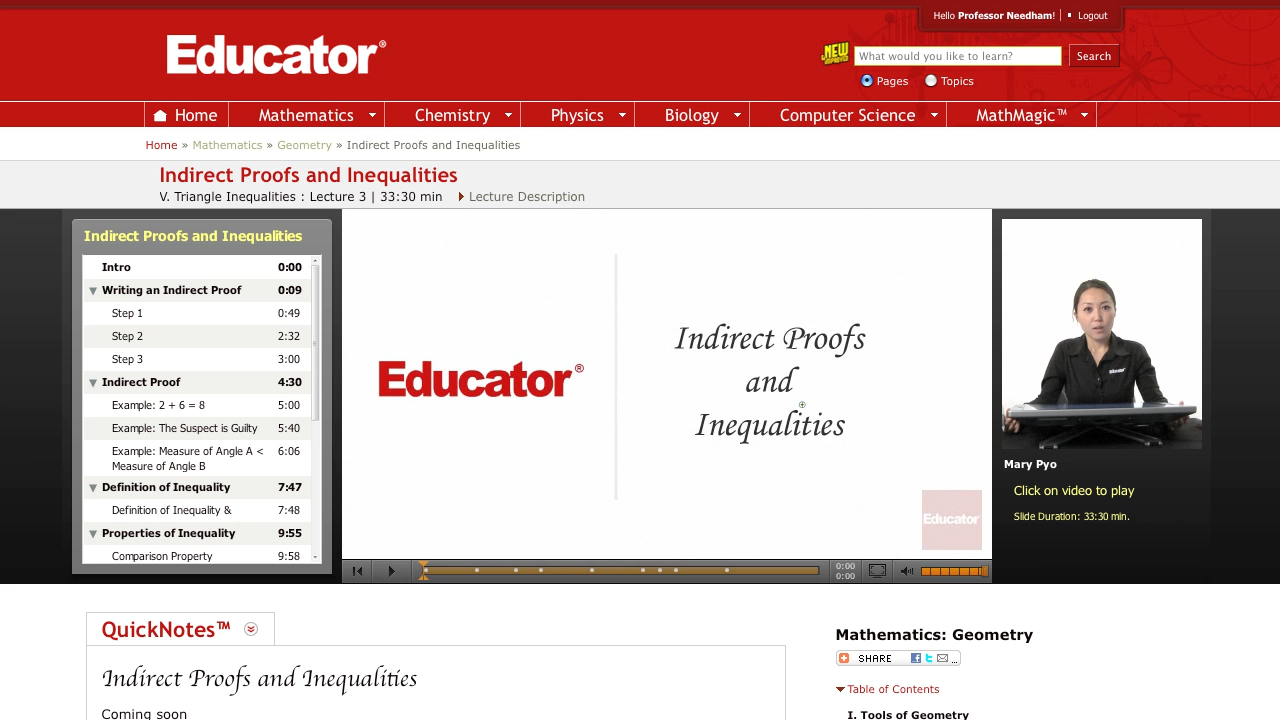 Hello Professor Needham! Logout
Educator®
NEW
What would you like to learn? Search
Pages Topics
Home Mathematics Chemistry Physics Biology Computer Science MathMagic™
Home » Mathematics » Geometry » Indirect Proofs and Inequalities
Indirect Proofs and Inequalities
V. Triangle Inequalities : Lecture 3 | 33:30 min Lecture Description
Indirect Proofs and Inequalities
Intro 0:00
Writing an Indirect Proof 0:09
Step 1 0:49
Step 2 2:32
Step 3 3:00
Indirect Proof 4:30
Example: 2 + 6 = 8 5:00
Example: The Suspect is Guilty 5:40
Example: Measure of Angle A < 6:06
Measure of Angle B
Definition of Inequality 7:47
Definition of Inequality & 7:48
Properties of Inequality 9:55
Comparison Property 9:58
Educator®
Indirect Proofs
and
Inequalities
Educator
0:00
0:00
Mary Pyo
Click on video to play
Slide Duration: 33:30 min.
QuickNotes™
Indirect Proofs and Inequalities
Coming soon
Mathematics: Geometry
SHARE ...
Table of Contents
I. Tools of Geometry